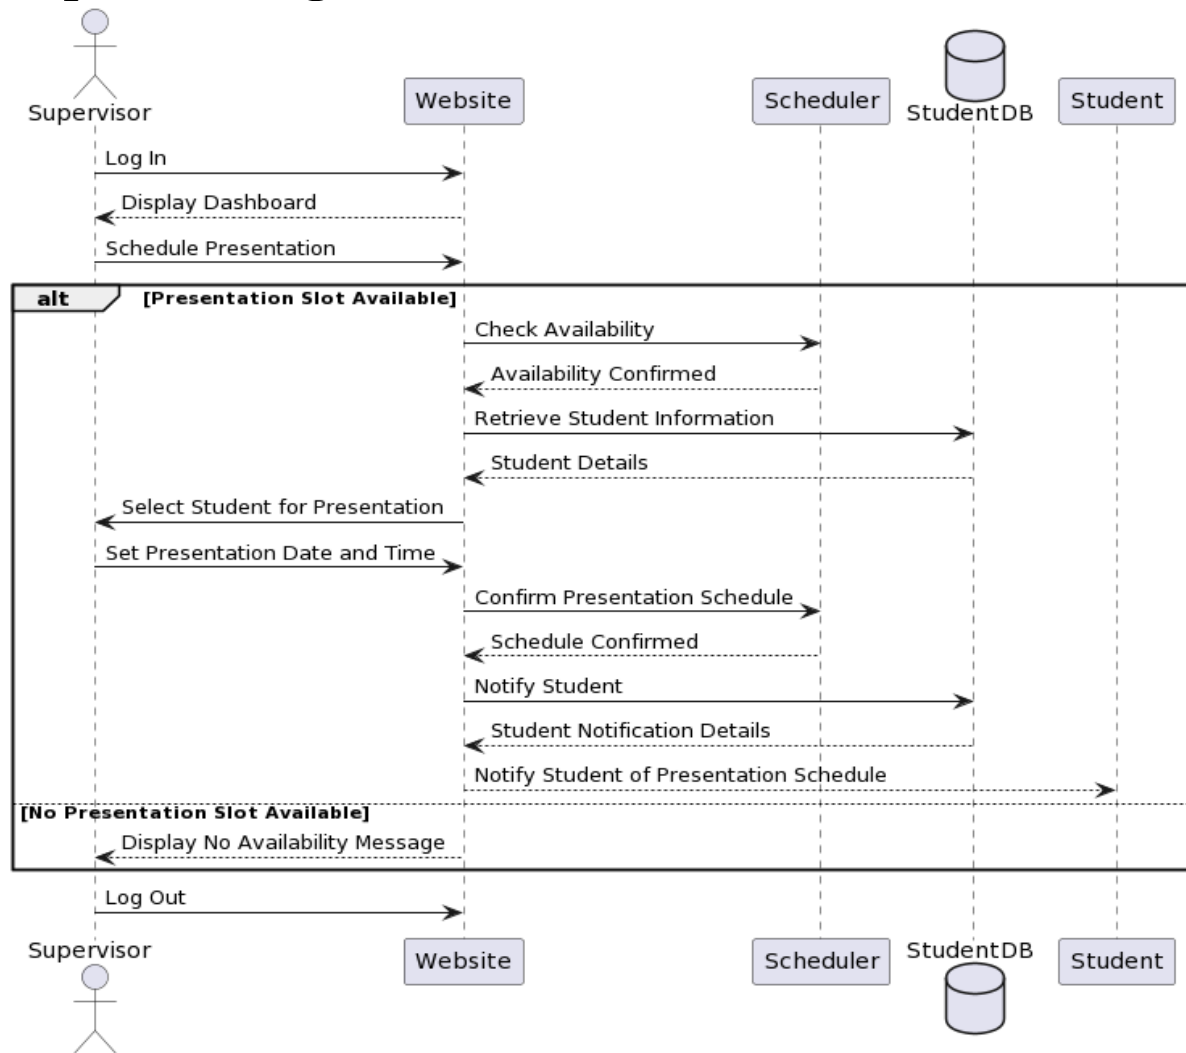 Supervisor
Website
Scheduler
StudentDB
Student
Log In
Display Dashboard
Schedule Presentation
alt
[Presentation Slot Available]
Check Availability
Availability Confirmed
Retrieve Student Information
Student Details
Select Student for Presentation
Set Presentation Date and Time
Confirm Presentation Schedule
Schedule Confirmed
Notify Student
Student Notification Details
Notify Student of Presentation Schedule
[No Presentation Slot Available]
Display No Availability Message
Log Out
Supervisor
Website
Scheduler
StudentDB
Student